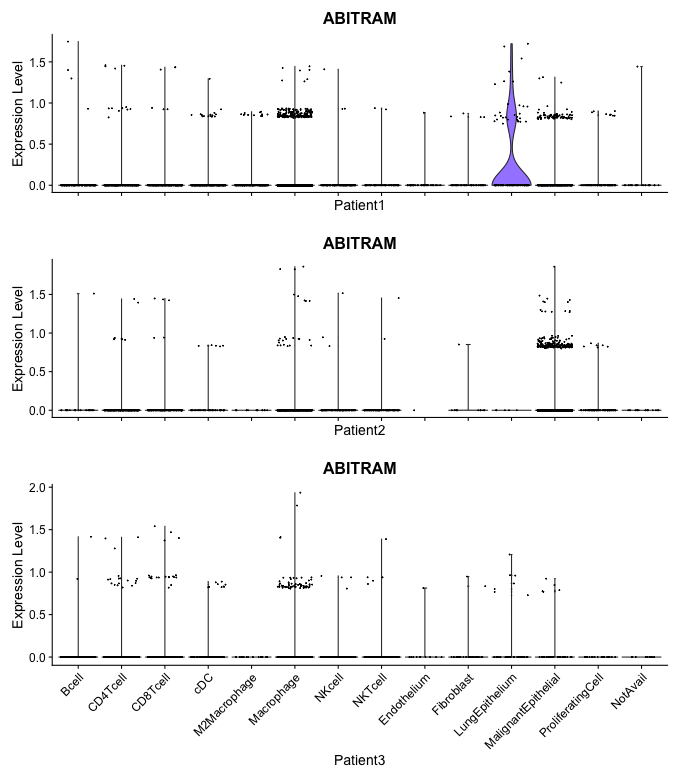 ABITRAM
Expression Level
1.5
1.0
0.5
0.0
Patient1
ABITRAM
Expression Level
1.5
1.0
0.5
0.0
Patient2
ABITRAM
Expression Level
2.0
1.5
1.0
0.5
0.0
Bcell
CD4Tcell
CD8Tcell
cDC
M2Macrophage
Macrophage
NKcell
NKTcell
Endothelium
Fibroblast
LungEpithelium
MalignantEpithelial
ProliferatingCell
NotAvail
Patient3